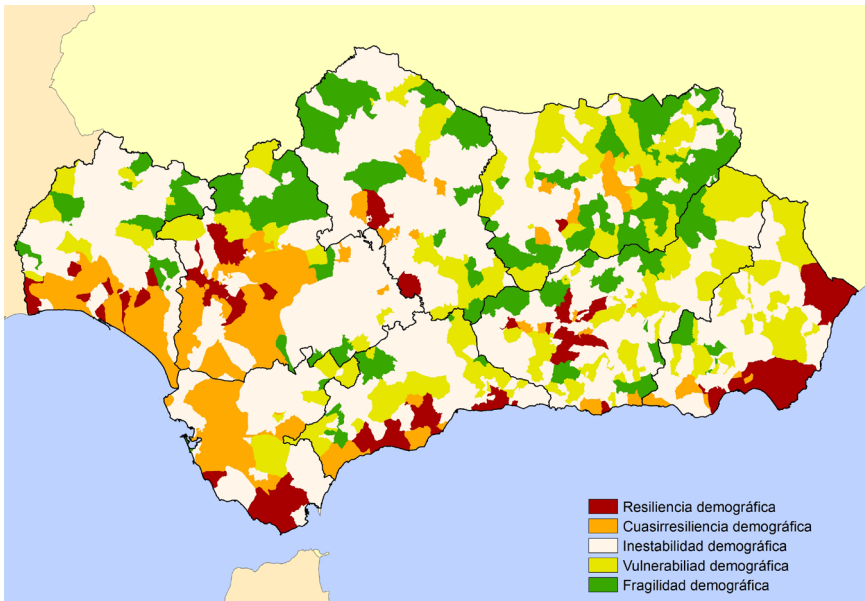 Resiliencia demográfica
Cuasirresiliencia demográfica
Inestabilidad demográfica
Vulnerabiliad demográfica
Fragilidad demográfica